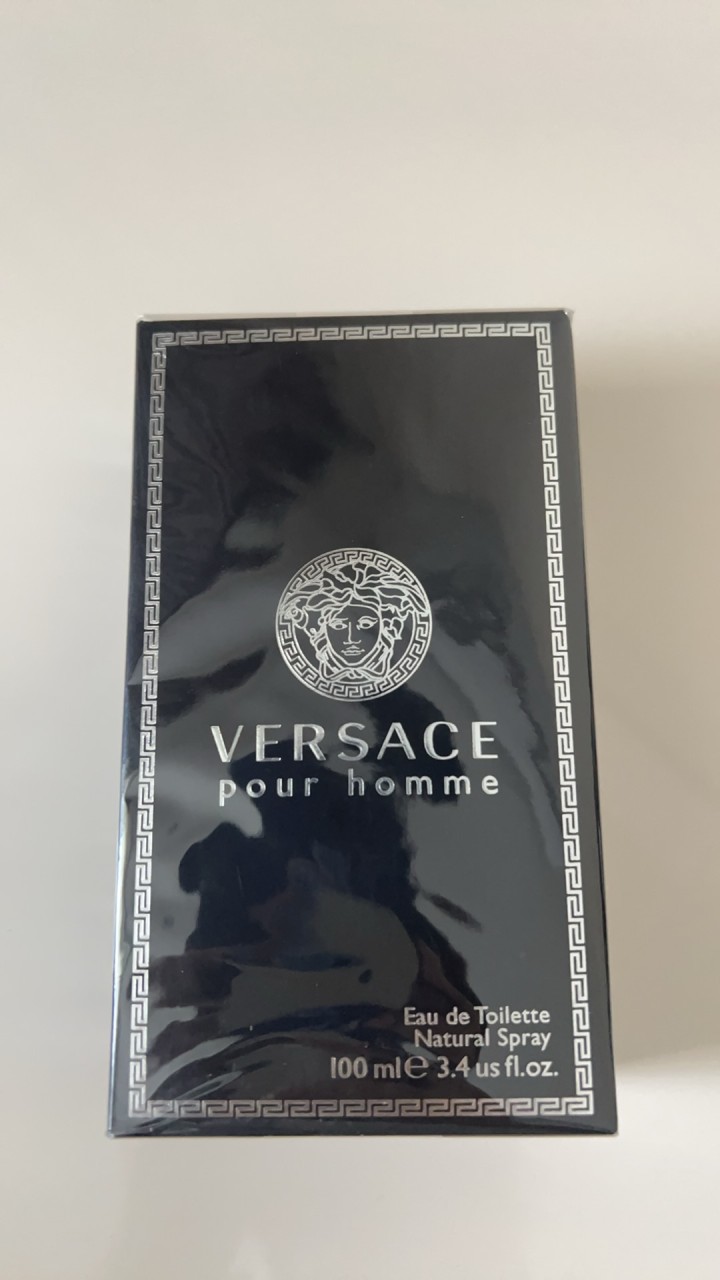 VERSACE
pour homme
Eau de Toilette
Natural Spray
100 ml ℮ 3.4 us fl.oz.